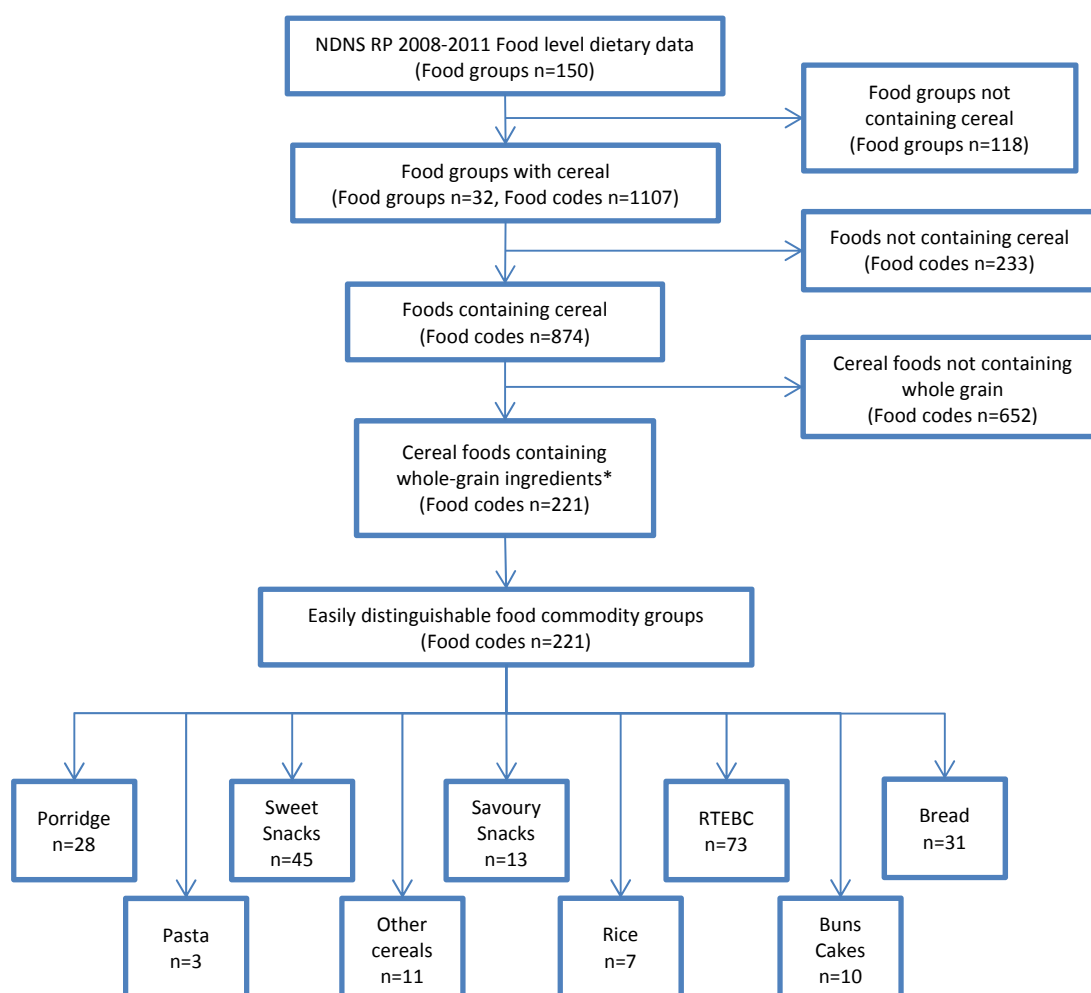 NDNS RP 2008-2011 Food level dietary data
(Food groups n=150)
Food groups not
containing cereal
(Food groups n=118)
Food groups with cereal
(Food groups n=32, Food codes n=1107)
Foods not containing cereal
(Food codes n=233)
Foods containing cereal
(Food codes n=874)
Cereal foods not containing
whole grain
(Food codes n=652)
Cereal foods containing
whole-grain ingredients*
(Food codes n=221)
Easily distinguishable food commodity groups
(Food codes n=221)
Porridge
n=28
Sweet
Snacks
n=45
Savoury
Snacks
n=13
RTEBC
n=73
Bread
n=31
Pasta
n=3
Other
cereals
n=11
Rice
n=7
Buns
Cakes
n=10